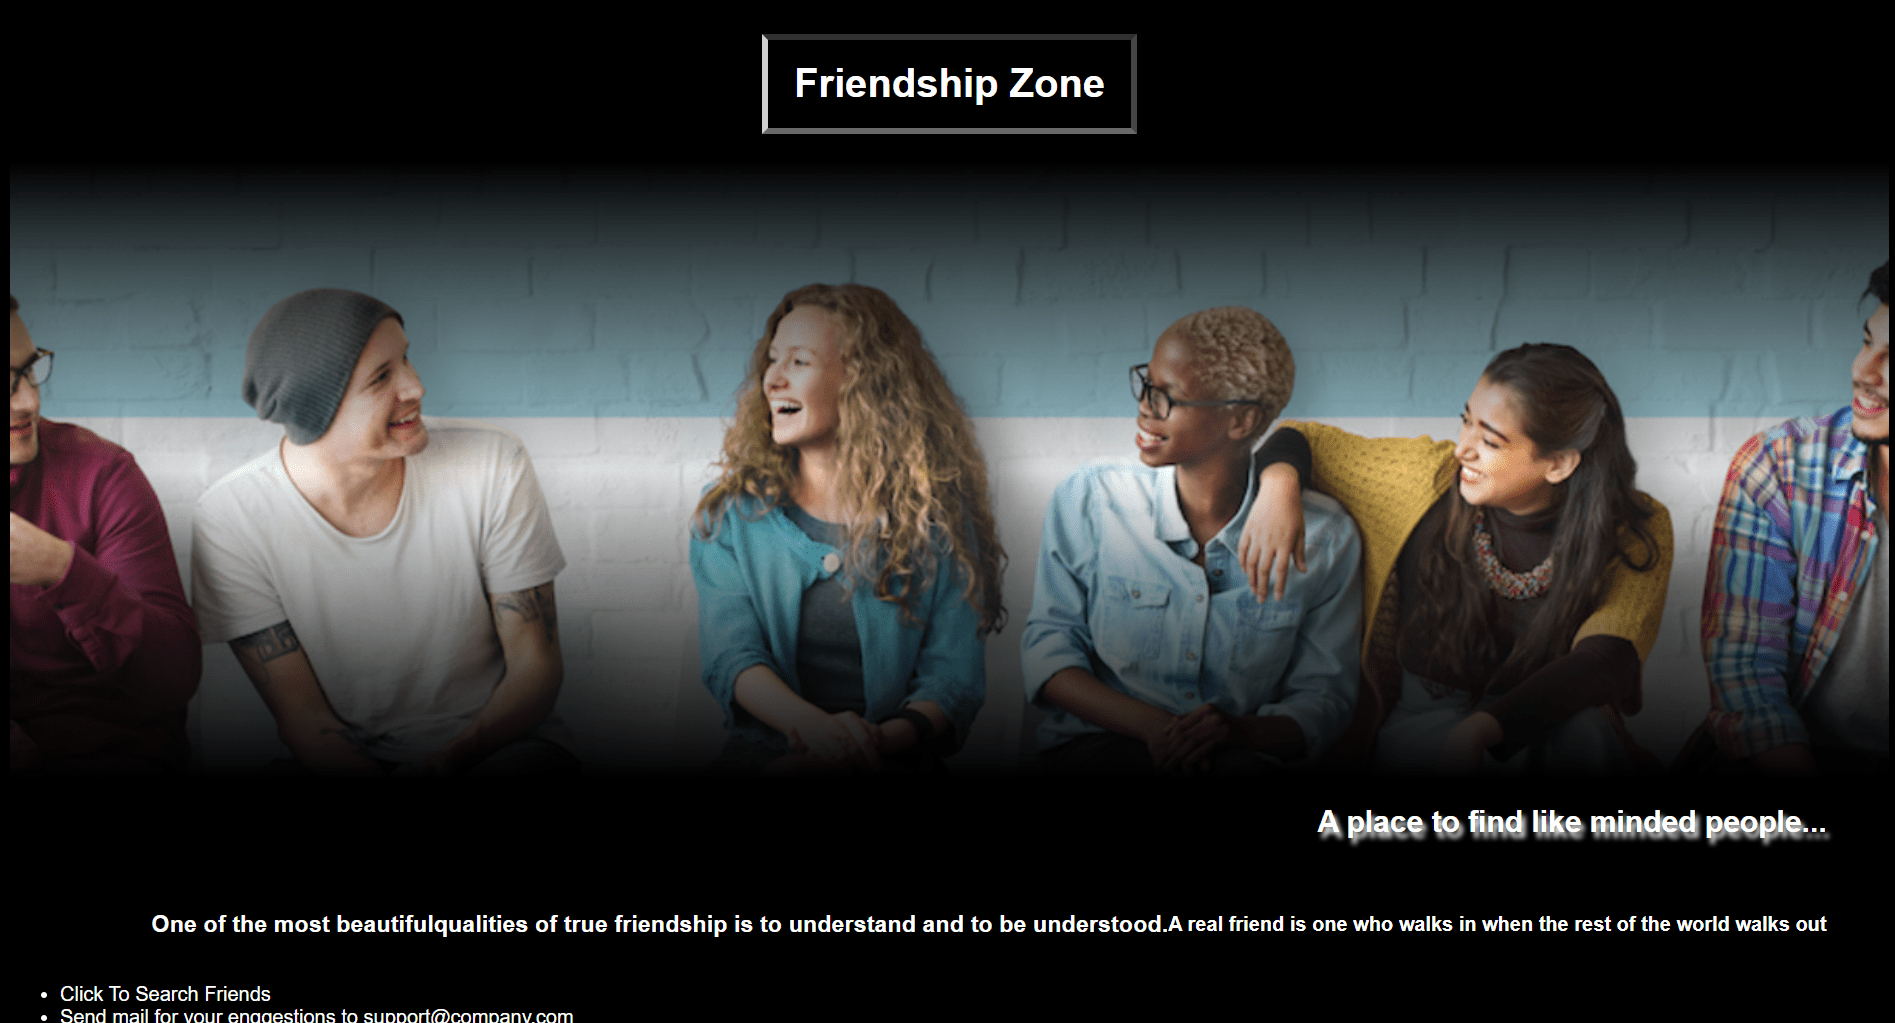 Friendship Zone
A place to find like minded people...
One of the most beautifulqualities of true friendship is to understand and to be understood.A real friend is one who walks in when the rest of the world walks out
Click To Search Friends
Send mail for your enggestions to support@company.com